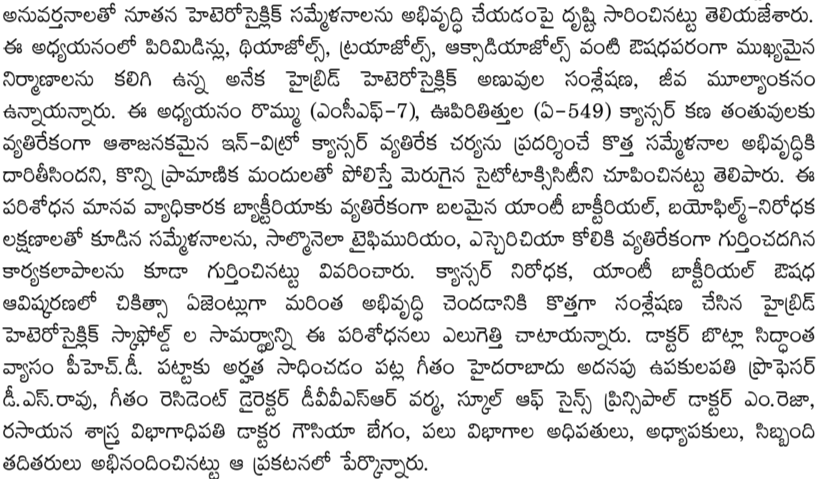 అనువర్తనాలతో నూతన హెటెరోసైక్లిక్ సమ్మేళనాలను అభివృద్ధి చేయడంపై దృష్టి సారించినట్టు తెలియజేశారు.
ఈ అధ్యయనంలో పిరిమిడిన్లు, థియాజోల్స్, ట్రయాజోల్స్, ఆక్సాడియాజోల్స్ వంటి ఔషధపరంగా ముఖ్యమైన
నిర్మాణాలను కలిగి ఉన్న అనేక హైబ్రిడ్ హెటెరోసైక్లిక్ అణువుల సంశ్లేషణ, జీవ మూల్యాంకనం
ఉన్నాయన్నారు. ఈ అధ్యయనం రొమ్ము (ఎంసీఎఫ్-7), ఊపిరితిత్తుల (ఏ-549) క్యాన్సర్ కణ తంతువులకు
వ్యతిరేకంగా ఆశాజనకమైన ఇన్-విట్రో క్యాన్సర్ వ్యతిరేక చర్యను ప్రదర్శించే కొత్త సమ్మేళనాల అభివృద్ధికి
దారితీసిందని, కొన్ని ప్రామాణిక మందులతో పోలిస్తే మెరుగైన సైటోటాక్సిసిటీని చూపించినట్టు తెలిపారు. ఈ
పరిశోధన మానవ వ్యాధికారక బ్యాక్టీరియాకు వ్యతిరేకంగా బలమైన యాంటీ బాక్టీరియల్, బయోఫిల్మ్-నిరోధక
లక్షణాలతో కూడిన సమ్మేళనాలను, సాల్మొనెలా టైఫిమురియం, ఎస్చెరిచియా కోలికి వ్యతిరేకంగా గుర్తించదగిన
కార్యకలాపాలను కూడా గుర్తించినట్టు వివరించారు. క్యాన్సర్ నిరోధక, యాంటీ బాక్టీరియల్ ఔషధ
ఆవిష్కరణలో చికిత్సా ఏజెంట్లుగా మరింత అభివృద్ధి చెందడానికి కొత్తగా సంశ్లేషణ చేసిన హైబ్రిడ్
హెటెరోసైక్లిక్ స్కాఫోల్డ్ ల సామర్థ్యాన్ని ఈ పరిశోధనలు ఎలుగెత్తి చాటాయన్నారు. డాక్టర్ బొట్లా సిద్ధాంత
వ్యాసం పీహెచ్.డీ. పట్టాకు అర్హత సాధించడం పట్ల గీతం హైదరాబాదు అదనపు ఉపకులపతి ప్రొఫెసర్
డీ.ఎస్.రావు, గీతం రెసిడెంట్ డైరెక్టర్ డీవీవీఎస్ఆర్ వర్మ, స్కూల్ ఆఫ్ సైన్స్ ప్రిన్సిపాల్ డాక్టర్ ఎం.రెజా,
రసాయన శాస్త్ర విభాగాధిపతి డాక్టర గౌసియా బేగం, పలు విభాగాల అధిపతులు, అధ్యాపకులు, సిబ్బంది
తదితరులు అభినందించినట్టు ఆ ప్రకటనలో పేర్కొన్నారు.